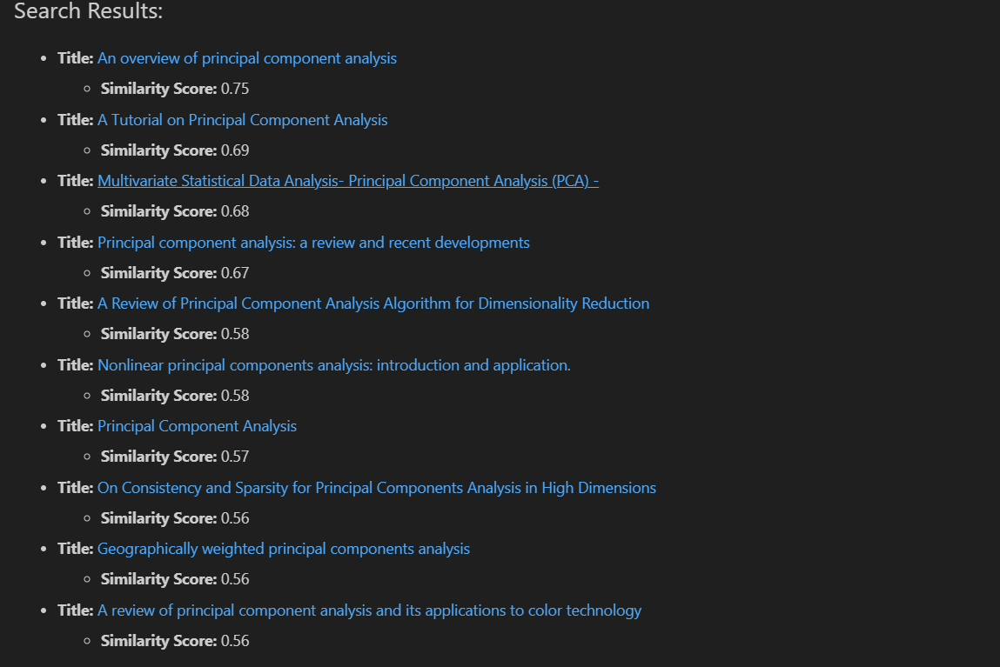 Search Results:
Title: An overview of principal component analysis
Similarity Score: 0.75
Title: A Tutorial on Principal Component Analysis
Similarity Score: 0.69
Title: Multivariate Statistical Data Analysis- Principal Component Analysis (PCA) -
Similarity Score: 0.68
Title: Principal component analysis: a review and recent developments
Similarity Score: 0.67
Title: A Review of Principal Component Analysis Algorithm for Dimensionality Reduction
Similarity Score: 0.58
Title: Nonlinear principal components analysis: introduction and application.
Similarity Score: 0.58
Title: Principal Component Analysis
Similarity Score: 0.57
Title: On Consistency and Sparsity for Principal Components Analysis in High Dimensions
Similarity Score: 0.56
Title: Geographically weighted principal components analysis
Similarity Score: 0.56
Title: A review of principal component analysis and its applications to color technology
Similarity Score: 0.56